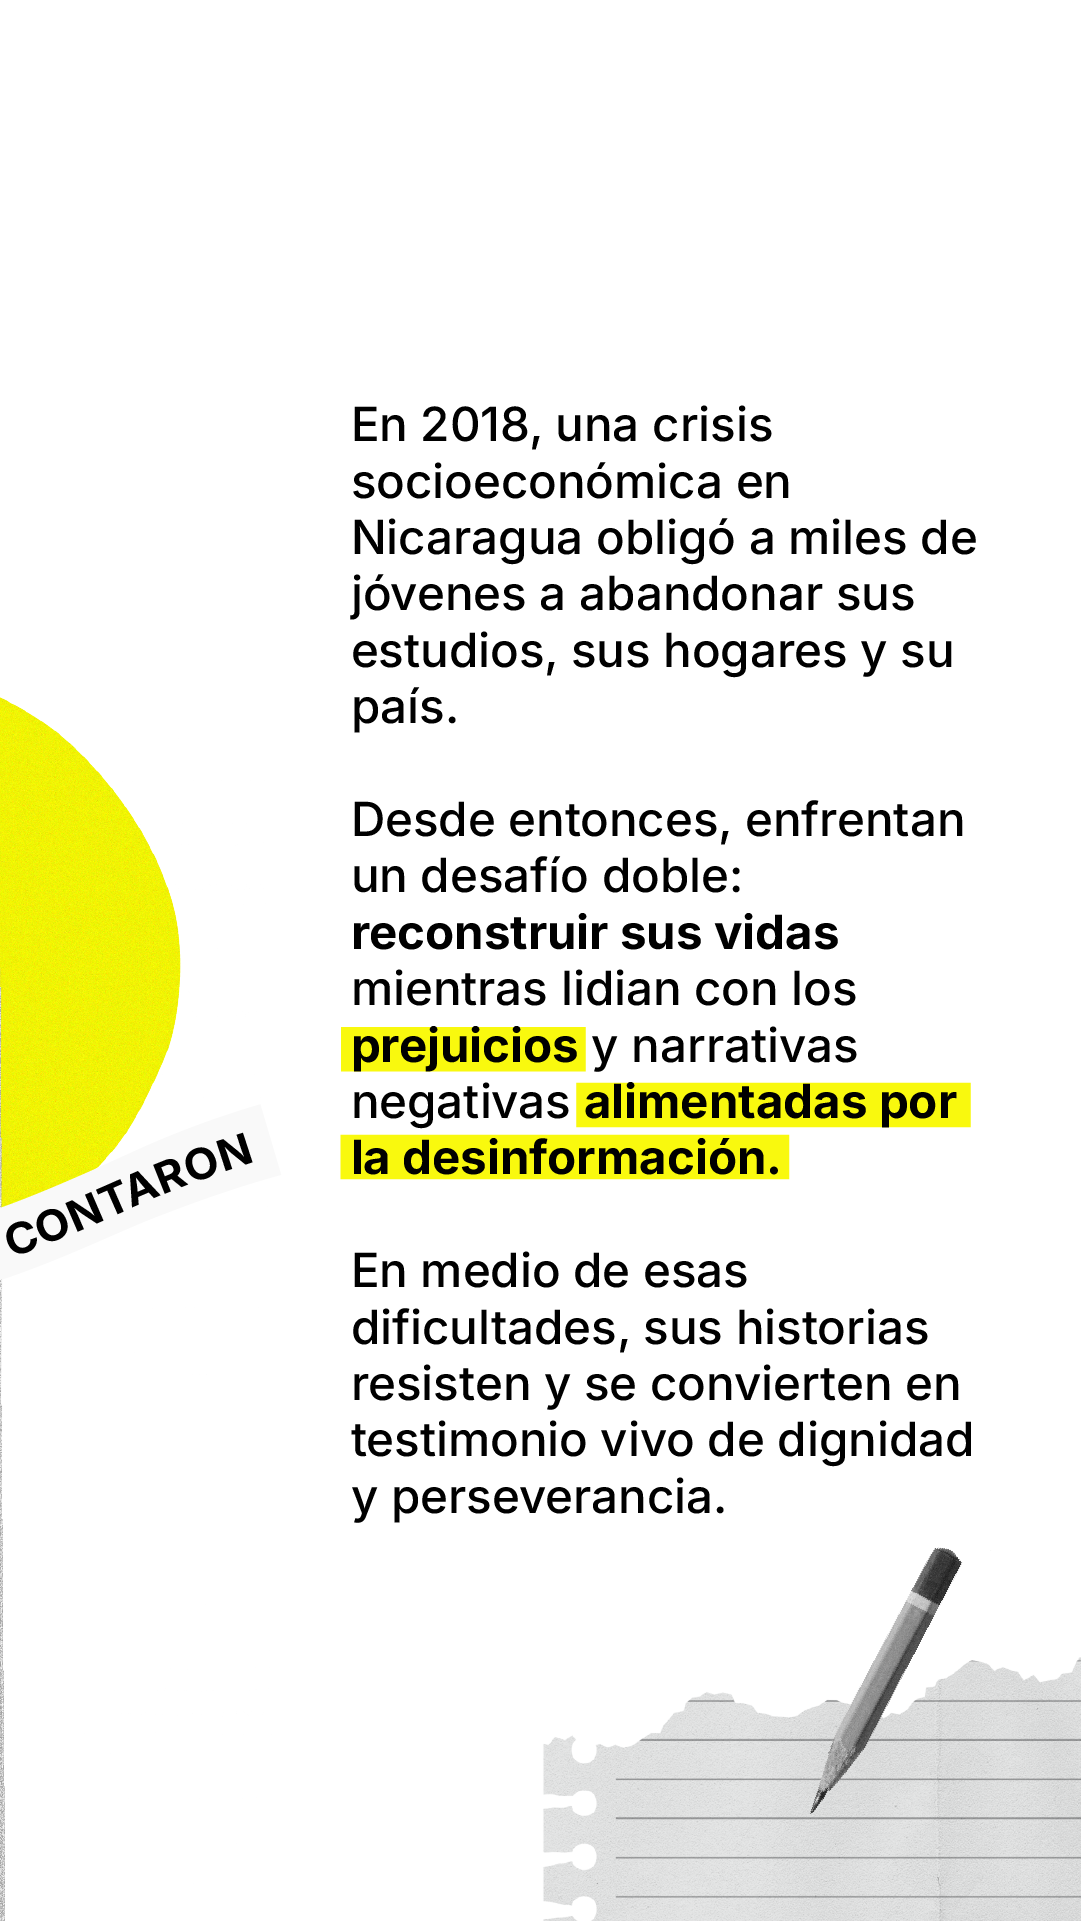 En 2018, una crisis
socioeconómica en
Nicaragua obligó a miles de
jóvenes a abandonar sus
estudios, sus hogares y su
país.
Desde entonces, enfrentan
un desafío doble:
reconstruir sus vidas
mientras lidian con los
prejuicios y narrativas
negativas alimentadas por
la desinformación.
CONTARON
En medio de esas
dificultades, sus historias
resisten y se convierten en
testimonio vivo de dignidad
y perseverancia.